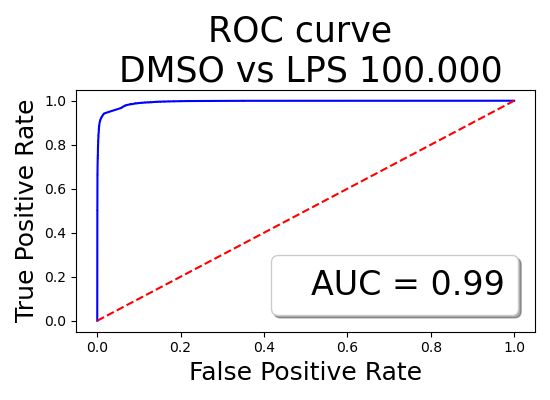 ROC curve
DMSO vs LPS 100.000
True Positive Rate
1.0
0.8
0.6
0.4
0.2
0.0
AUC = 0.99
0.0 0.2 0.4 0.6 0.8 1.0
False Positive Rate